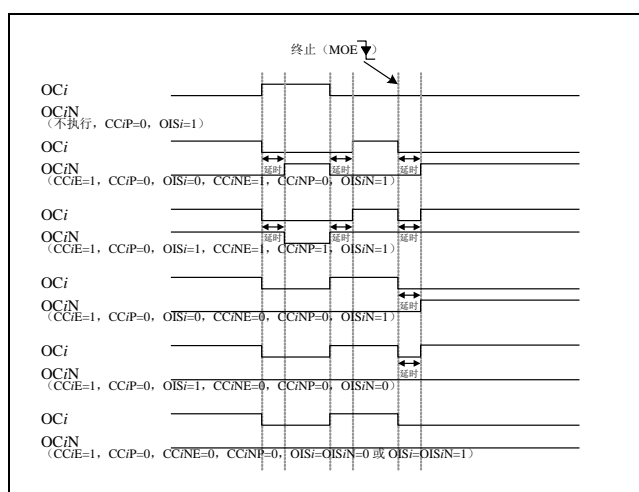 终止（MOE）
OCi
OCiN
（不执行，CCiP=0，OISi=1）
OCi
延时 延时 延时
OCiN
（CCiE=1，CCiP=0，OISi=0，CCiNE=1，CCiNP=0，OISiN=1）
OCi
延时 延时 延时
OCiN
（CCiE=1，CCiP=0，OISi=1，CCiNE=1，CCiNP=1，OISiN=1）
OCi
延时
OCiN
（CCiE=1，CCiP=0，OISi=0，CCiNE=0，CCiNP=0，OISiN=1）
OCi
延时
OCiN
（CCiE=1，CCiP=0，OISi=1，CCiNE=0，CCiNP=0，OISiN=0）
OCi
OCiN
（CCiE=1，CCiP=0，CCiNE=0，CCiNP=0，OISi=OISiN=0 或 OISi=OISiN=1）